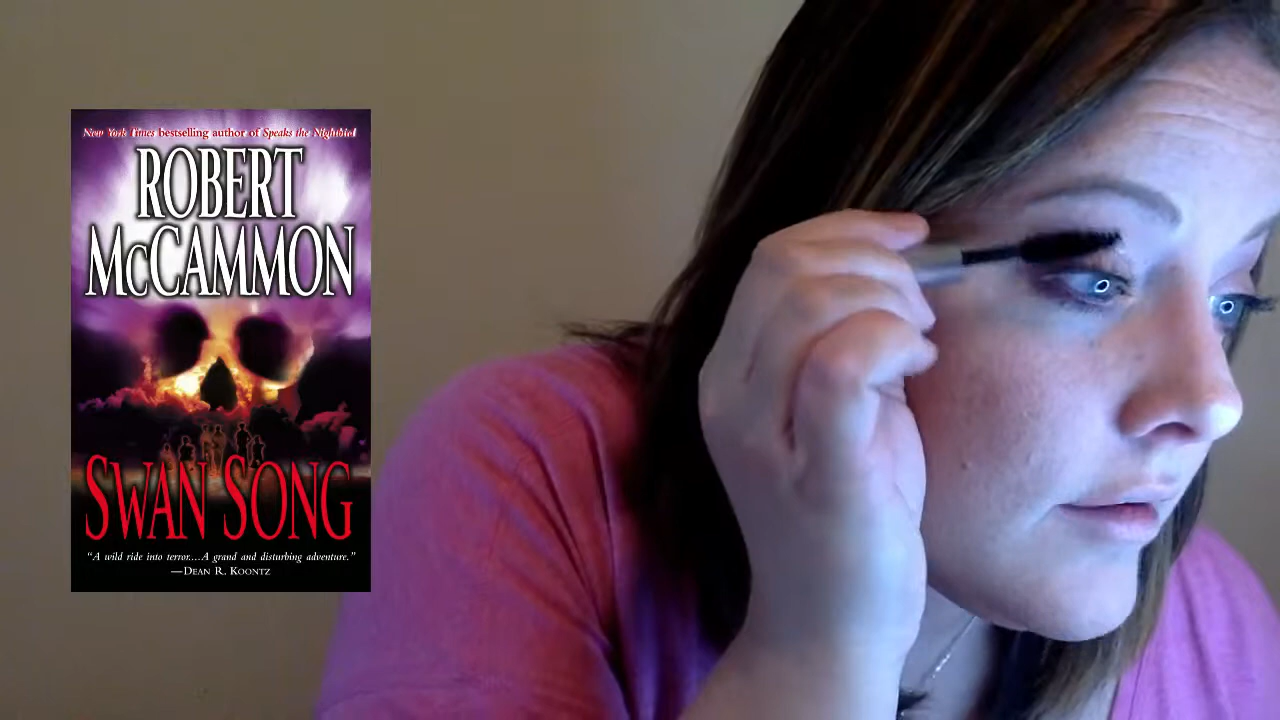 New York Times bestselling author of Speaks the Nightbird
ROBERT
McCAMMON
SWAN SONG
“A wild ride into terror....A grand and disturbing adventure.”
—DEAN R. KOONTZ